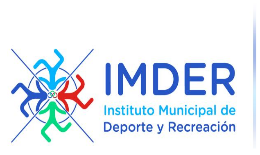 IMDER
Instituto Municipal de
Deporte y Recreación